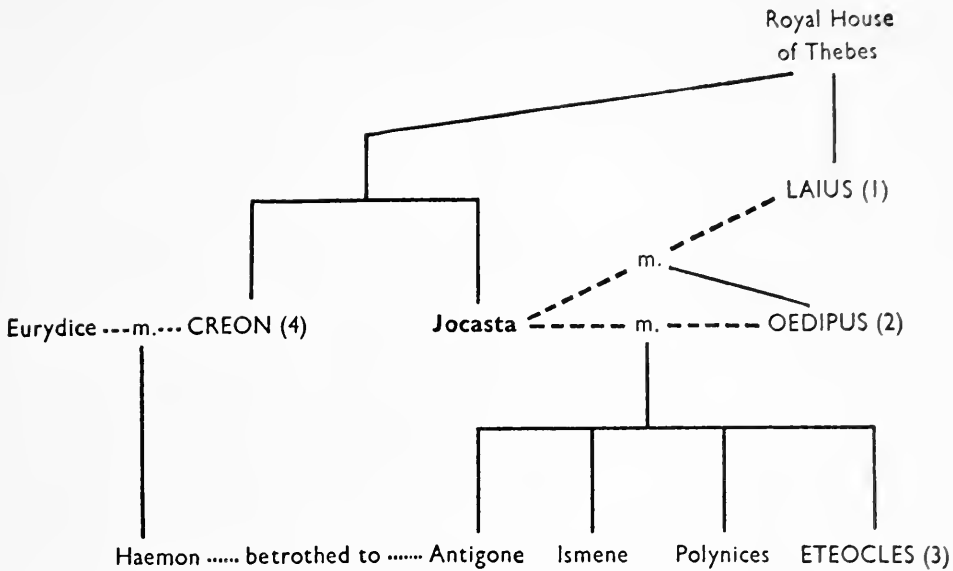 Royal House
of Thebes
LAIUS (1)
m.
Eurydice ---m.--- CREON (4)
Jocasta --- m. --- OEDIPUS (2)
Haemon ...... betrothed to ....... Antigone
Ismene
Polynices
ETEOCLES (3)